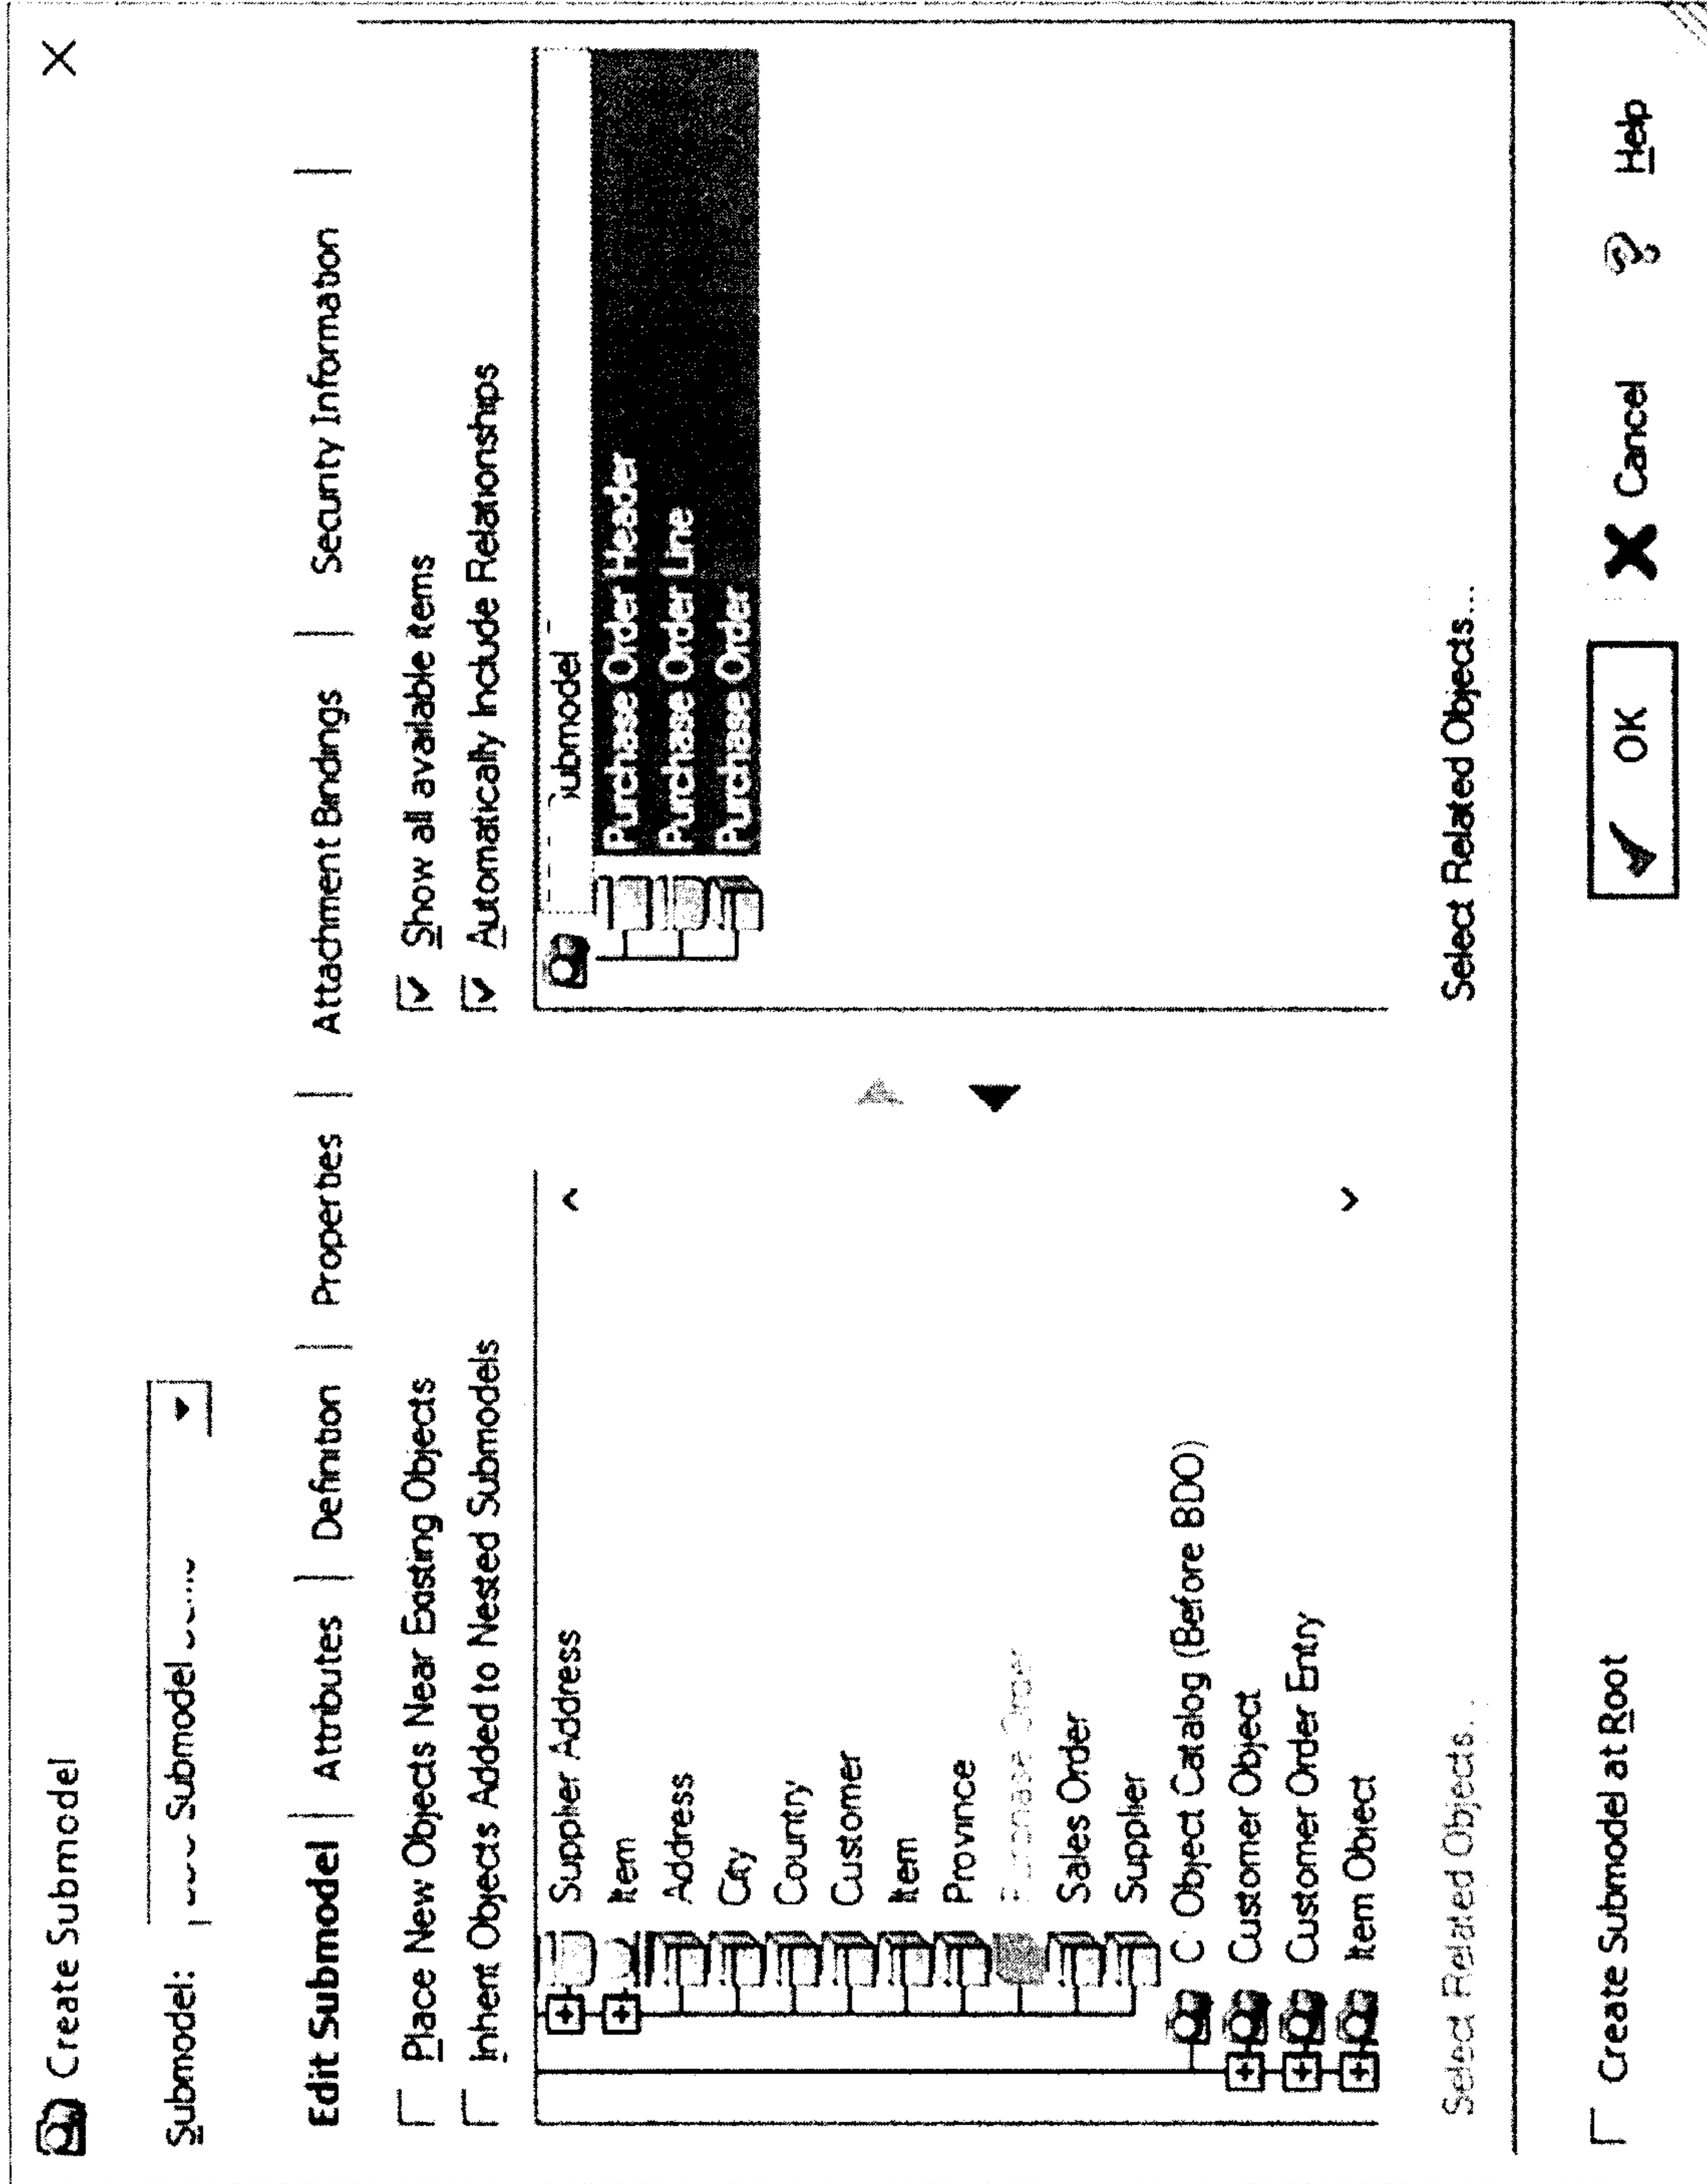 Create Submodel
Submodel: Submodel
Edit Submodel | Attributes | Definition | Properties | Attachment Bindings | Security Information |
Place New Objects Near Existing Objects
Show all available items
Inherit Objects Added to Nested Submodels
Automatically Include Relationships
Supplier Address
Item
Address
City
Country
Customer
Item
Province
Purchase Order
Sales Order
Supplier
Object Catalog (Before BDO)
Customer Object
Customer Order Entry
Item Object
ubmodel
Purchase Order Header
Purchase Order Line
Purchase Order
Select Related Objects...
Select Related Objects...
Create Submodel at Root
OK
Cancel
? Help